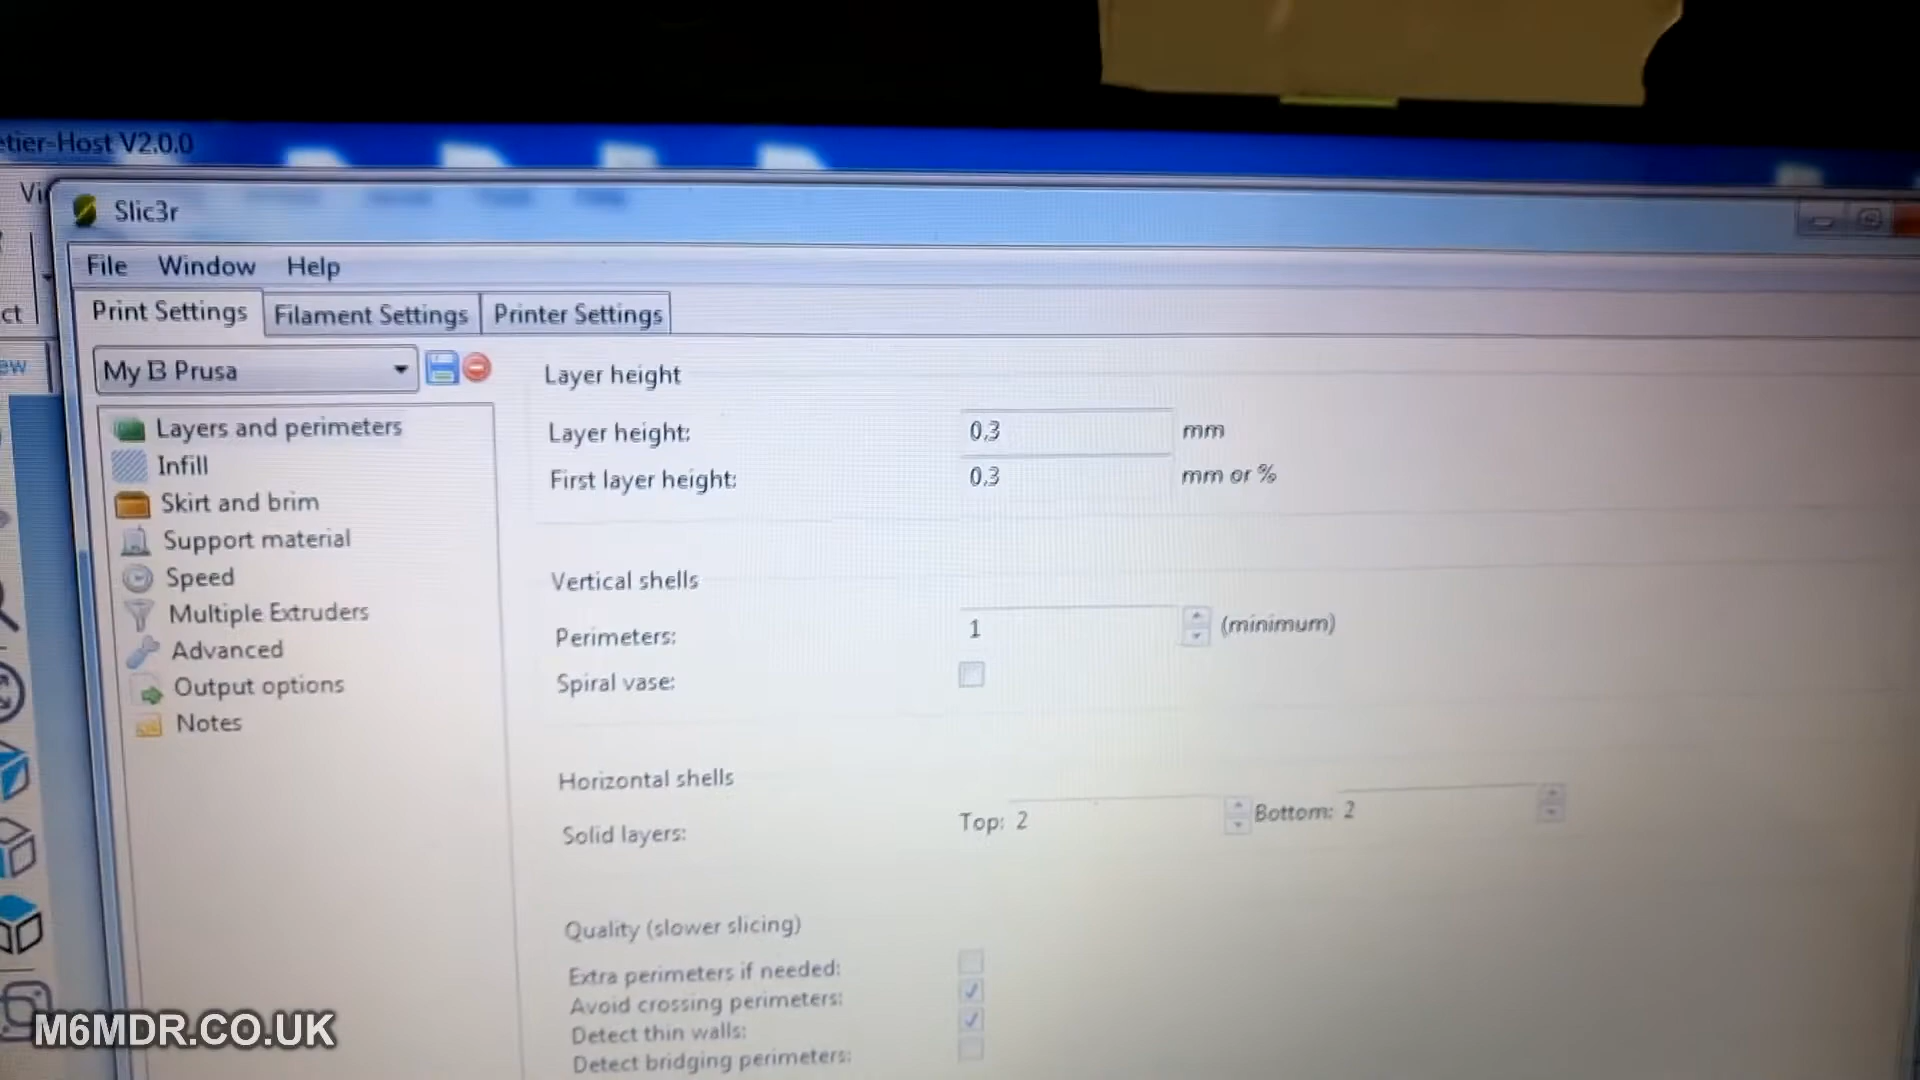 etier-Host V2.0.0
Vi
Slic3r
File Window Help
ct
Print Settings Filament Settings Printer Settings
ew
My I3 Prusa
Layers and perimeters
Infill
Skirt and brim
Support material
Speed
Multiple Extruders
Advanced
Output options
Notes
Layer height
Layer height: 0.3 mm
First layer height: 0.3 mm or %
Vertical shells
Perimeters: 1 (minimum)
Spiral vase:
Horizontal shells
Solid layers: Top: 2 Bottom: 2
Quality (slower slicing)
Extra perimeters if needed:
Avoid crossing perimeters:
Detect thin walls:
Detect bridging perimeters:
M6MDR.CO.UK